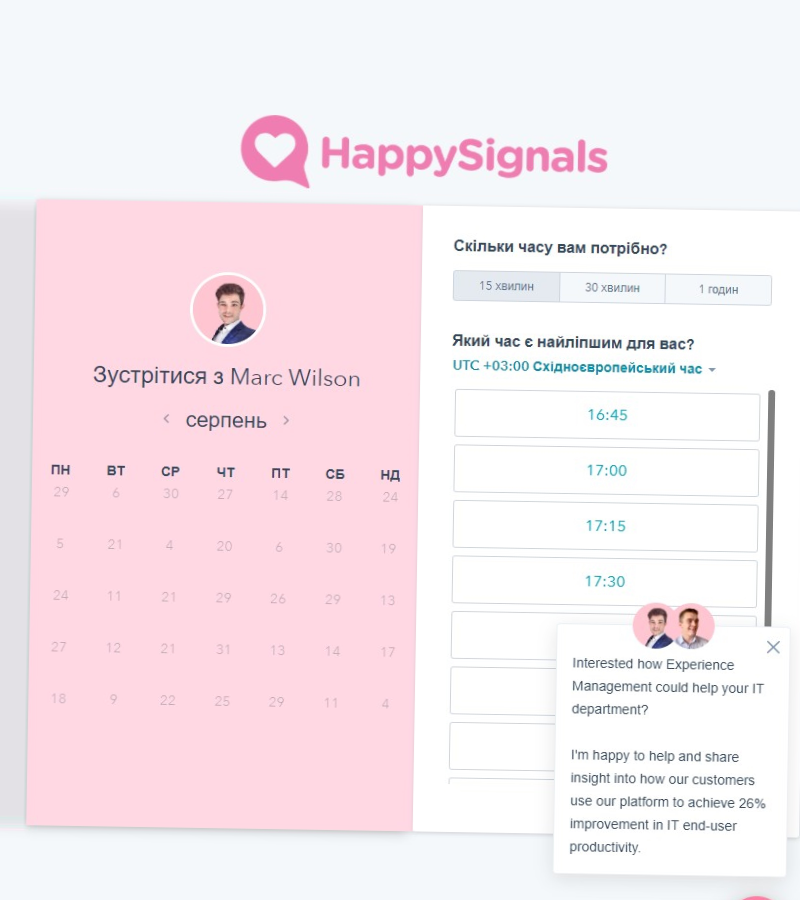 HappySignals
Зустрітися з Marc Wilson
серпень
ПН ВТ СР ЧТ ПТ СБ НД
29 6 30 27 14 28 24
5 21 4 20 6 30 19
24 11 21 29 26 29 13
27 12 21 31 13 14 17
18 9 22 25 29 11 4
Скільки часу вам потрібно?
15 хвилин 30 хвилин 1 годин
Який час є найліпшим для вас?
UTC +03:00 Східноєвропейський час
16:45
17:00
17:15
17:30
Interested how Experience
Management could help your IT
department?
I'm happy to help and share
insight into how our customers
use our platform to achieve 26%
improvement in IT end-user
productivity.